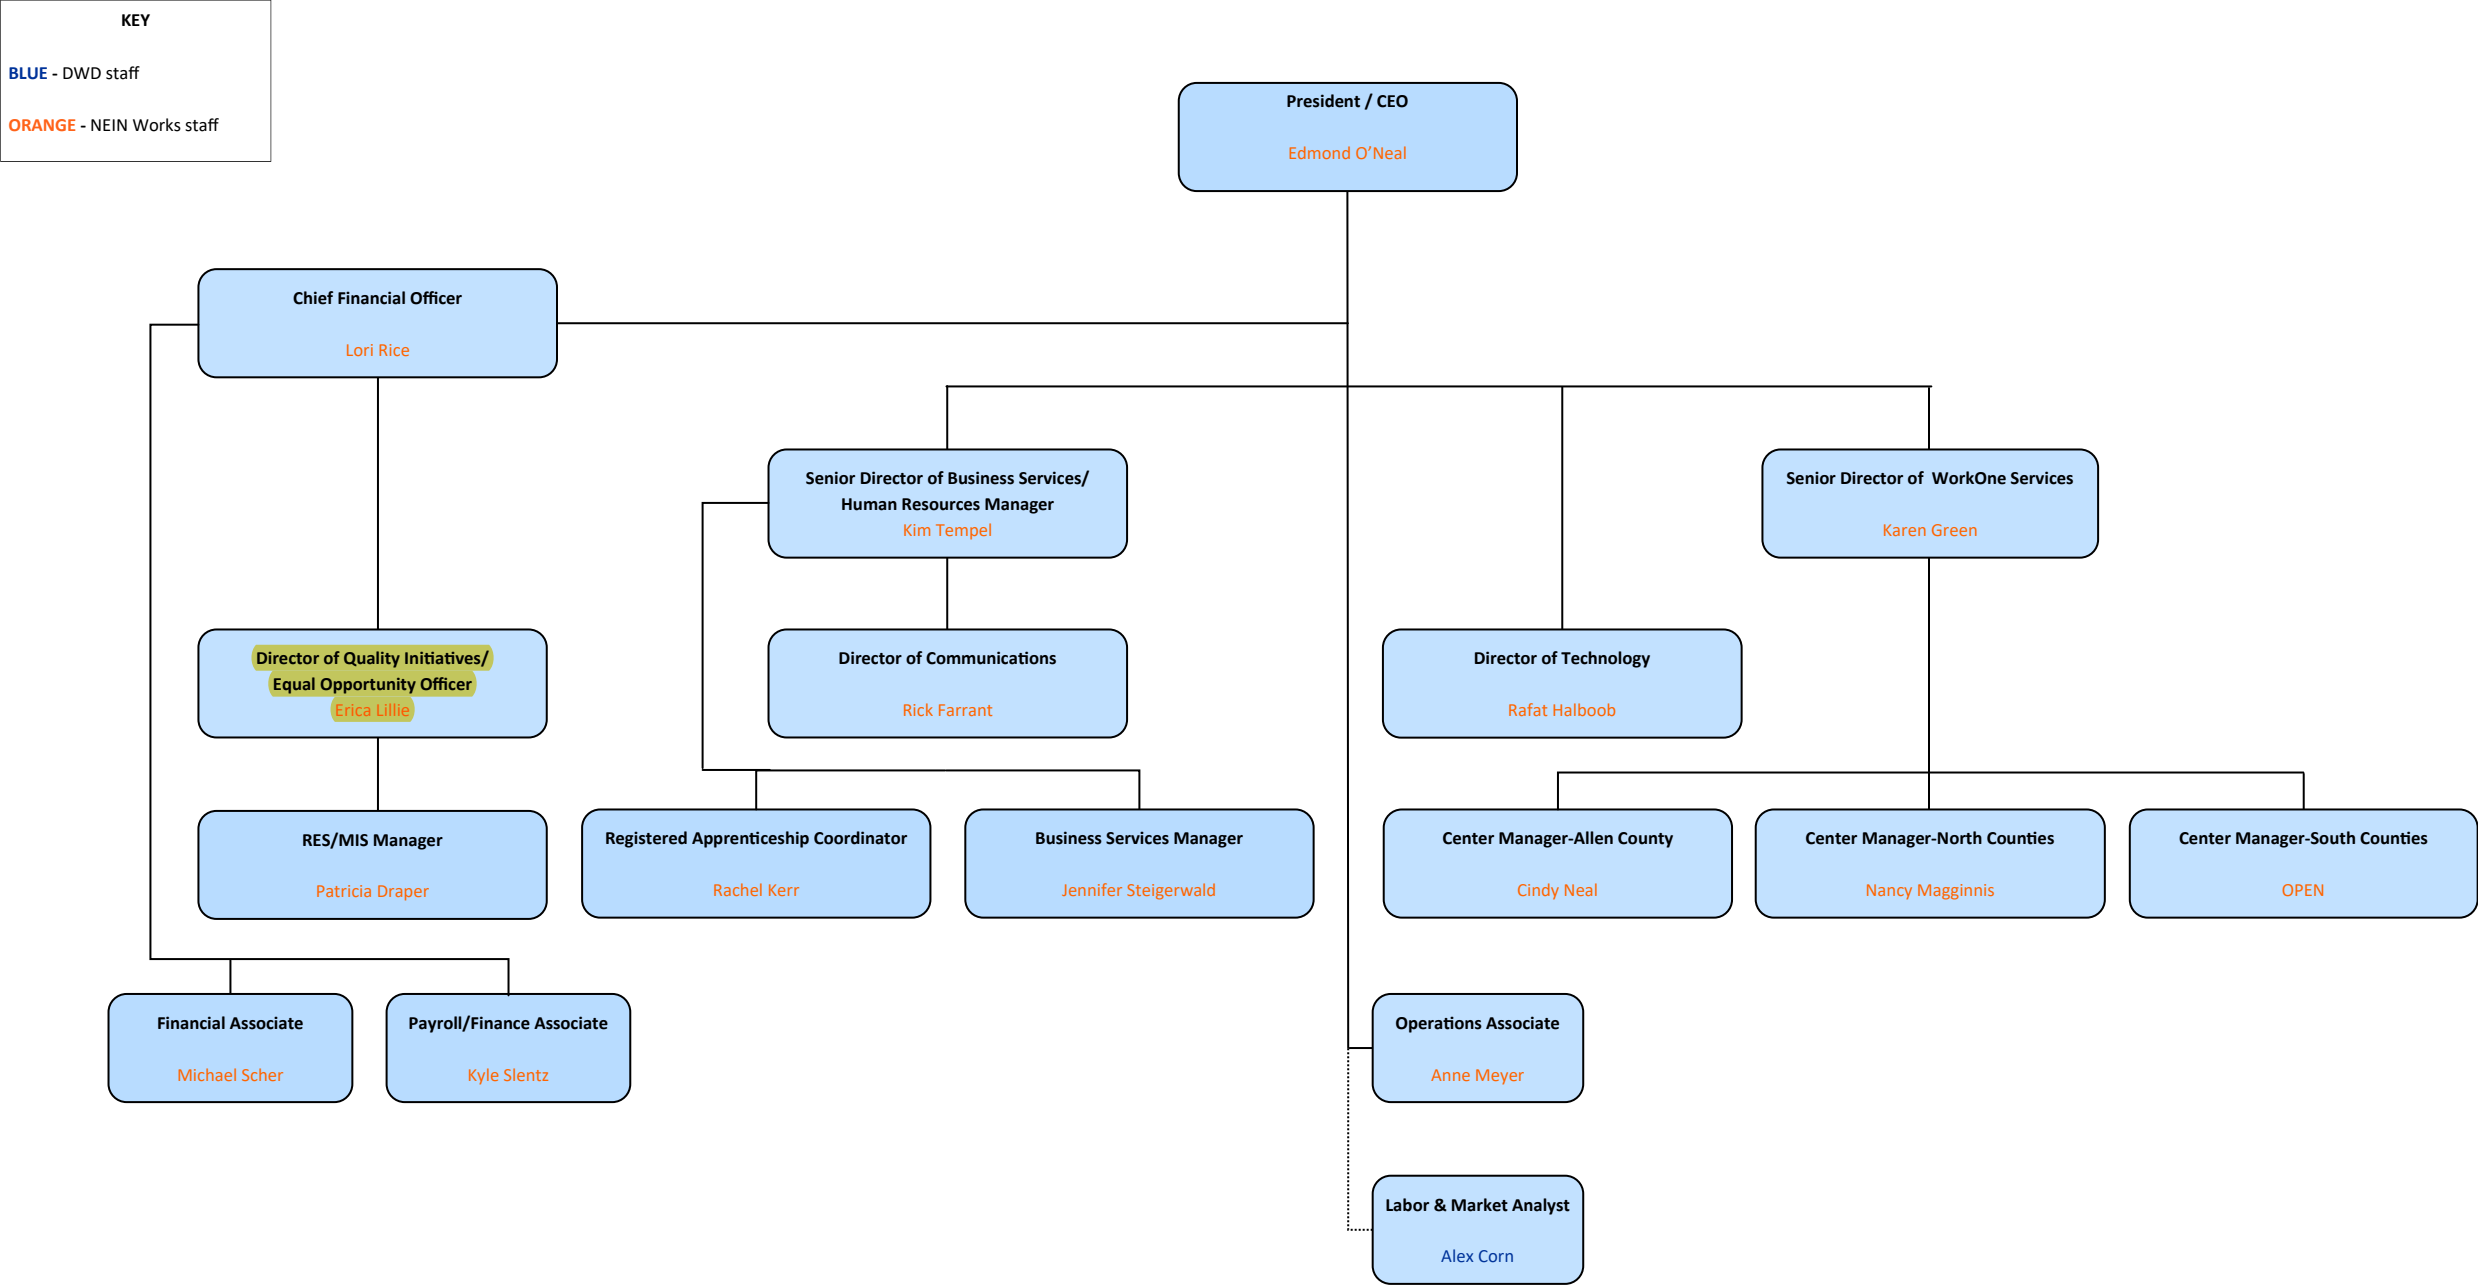 KEY
BLUE - DWD staff
ORANGE - NEIN Works staff
President / CEO
Edmond O’Neal
Chief Financial Officer
Lori Rice
Senior Director of Business Services/
Human Resources Manager
Kim Tempel
Senior Director of  WorkOne Services
Karen Green
Director of Quality Initiatives/
Equal Opportunity Officer
Erica Lillie
Director of Communications
Rick Farrant
Director of Technology
Rafat Halboob
RES/MIS Manager
Patricia Draper
Registered Apprenticeship Coordinator
Rachel Kerr
Business Services Manager
Jennifer Steigerwald
Center Manager-Allen County
Cindy Neal
Center Manager-North Counties
Nancy Magginnis
Center Manager-South Counties
OPEN
Financial Associate
Michael Scher
Payroll/Finance Associate
Kyle Slentz
Operations Associate
Anne Meyer
Labor & Market Analyst
Alex Corn